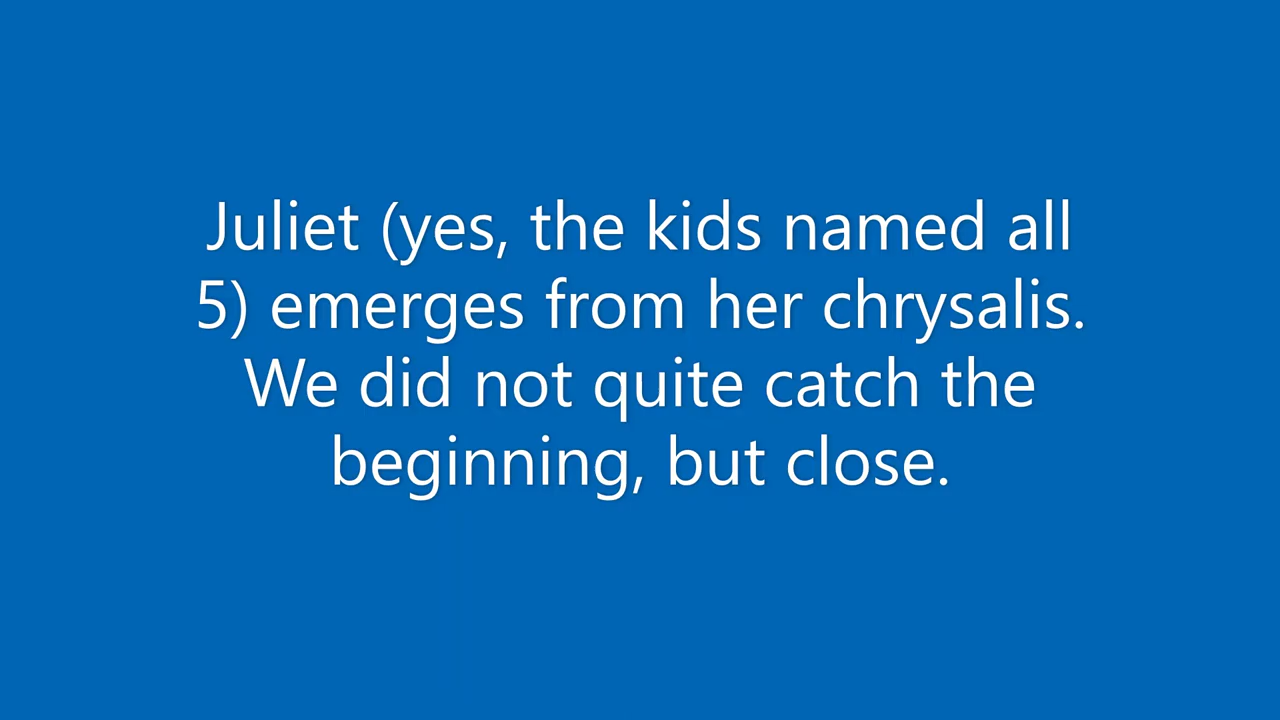 Juliet (yes, the kids named all
5) emerges from her chrysalis.
We did not quite catch the
beginning, but close.